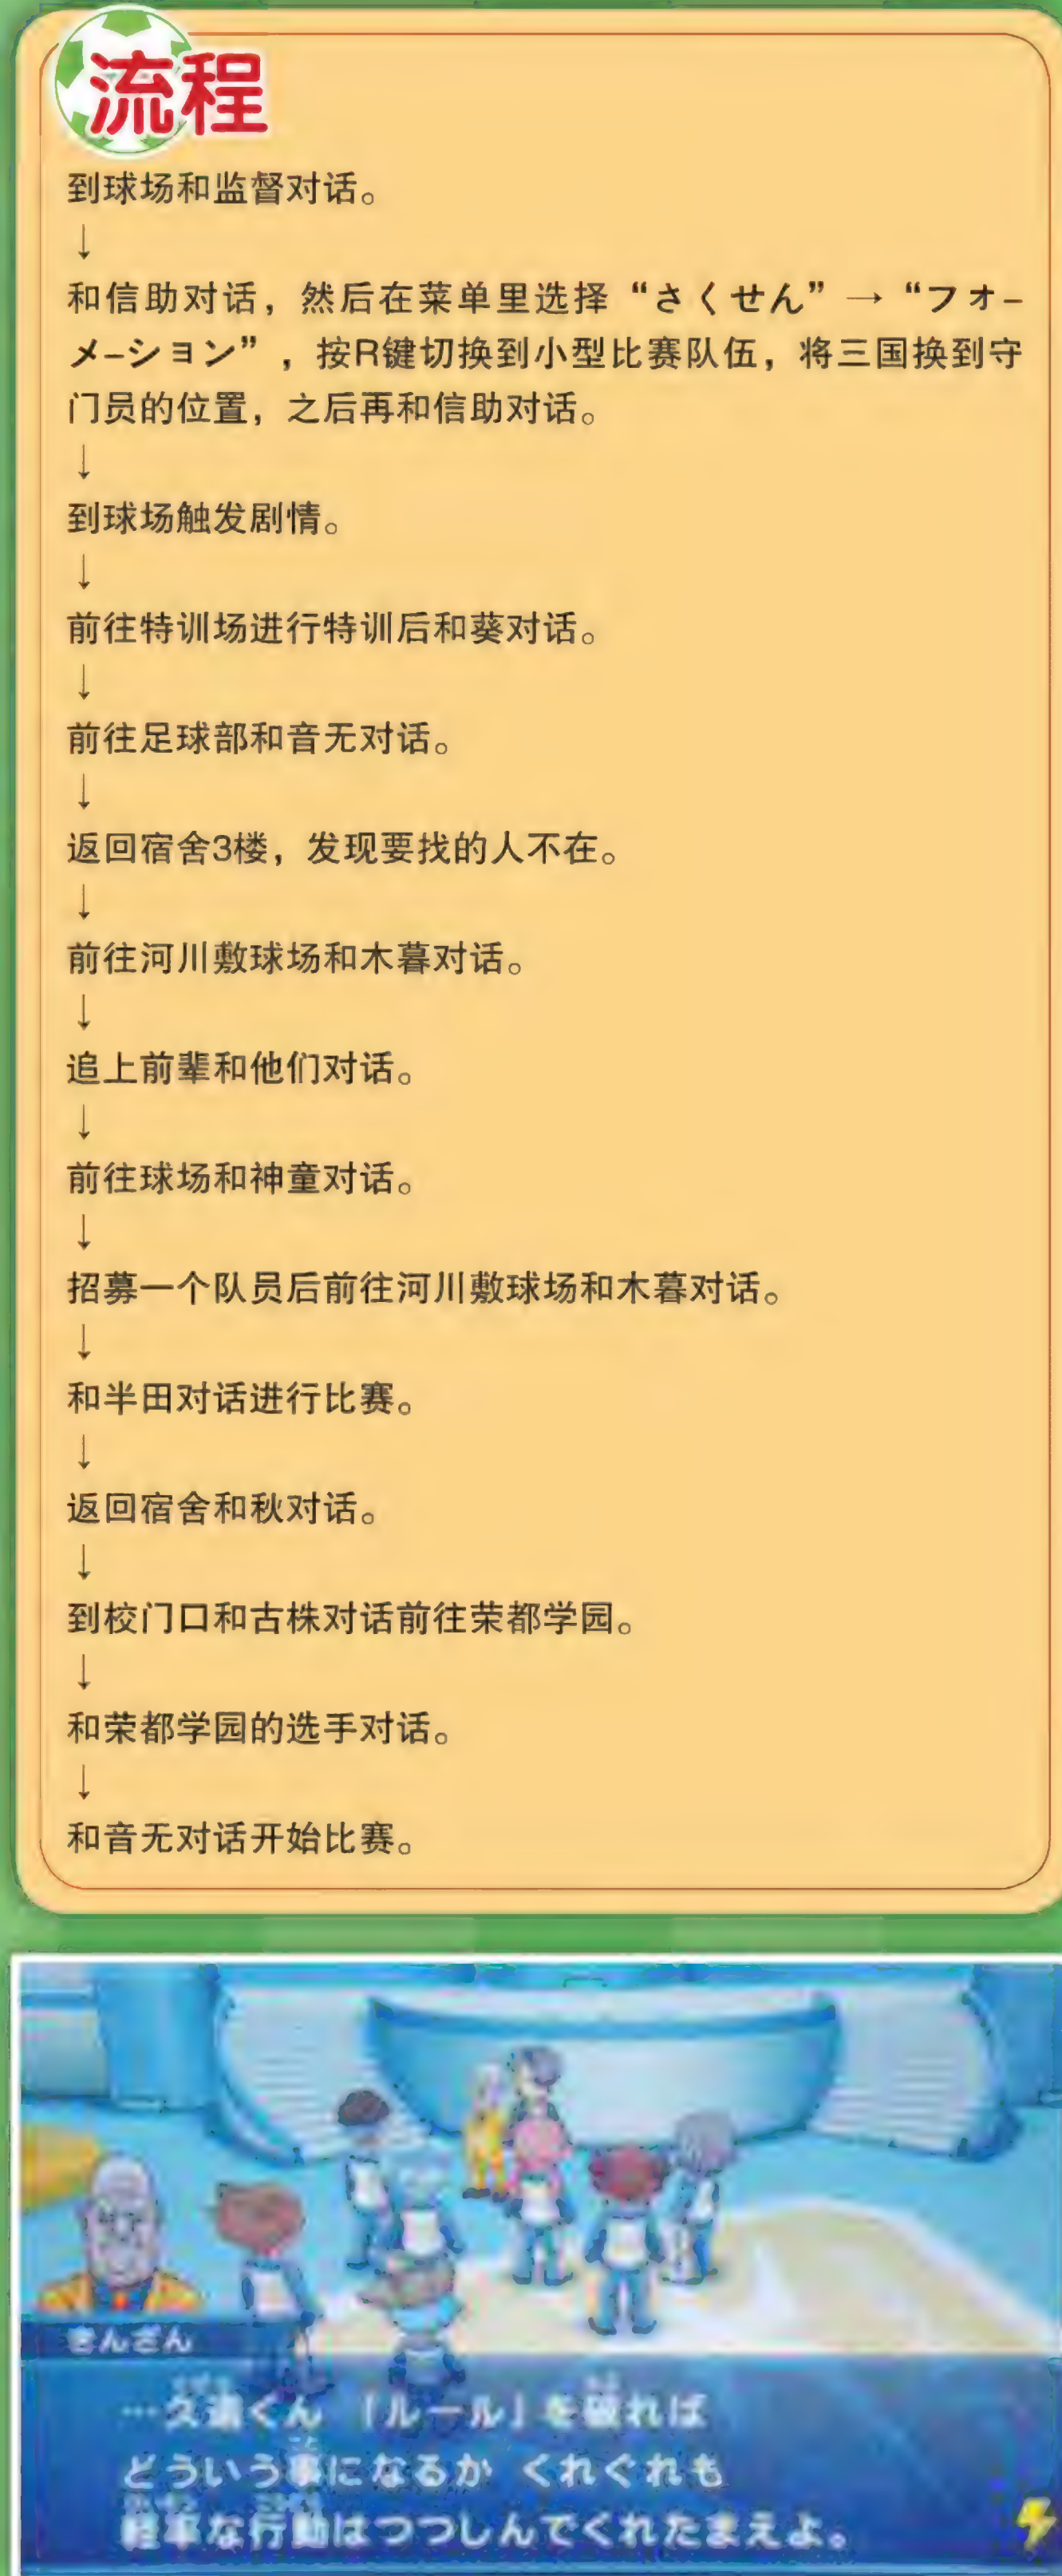 流程
到球场和监督对话。
↓
和信助对话，然后在菜单里选择“さくせん”→“フォー
メーション”，按R键切换到小型比赛队伍，将三国换到守
门员的位置，之后再和信助对话。
↓
到球场触发剧情。
↓
前往特训场进行特训后和葵对话。
↓
前往足球部和音无对话。
↓
返回宿舍3楼，发现要找的人不在。
↓
前往河川敷球场和木暮对话。
↓
追上前辈和他们对话。
↓
前往球场和神童对话。
↓
招募一个队员后前往河川敷球场和木暮对话。
↓
和半田对话进行比赛。
↓
返回宿舍和秋对话。
↓
到校门口和古株对话前往荣都学园。
↓
和荣都学园的选手对话。
↓
和音无对话开始比赛。
きんざん
…久遠くん 「ルール」を破れば
どういう事になるか くれぐれも
軽率な行動はつつしんでくれたまえよ。